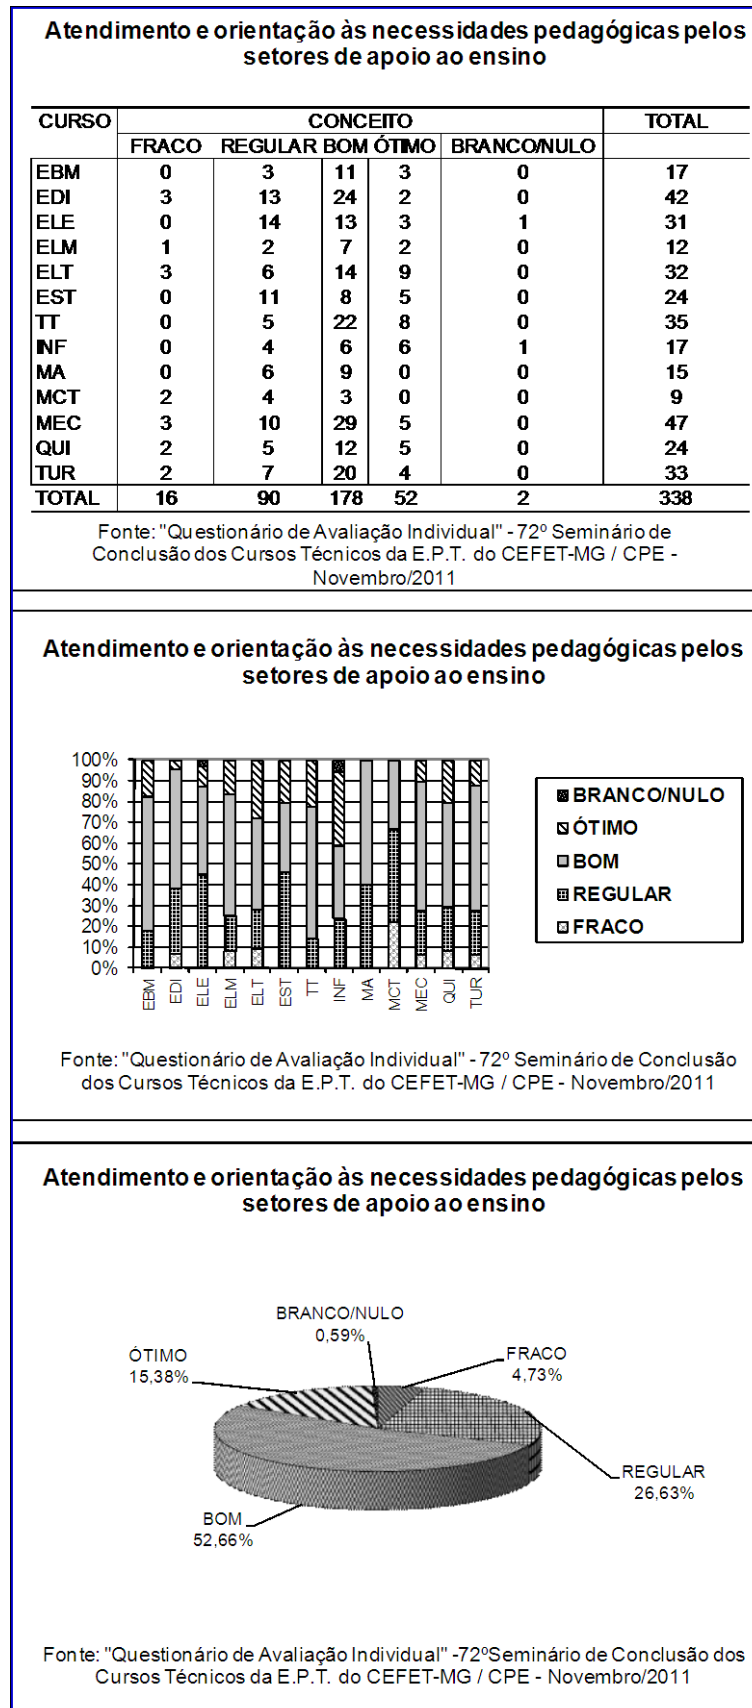 Atendimento e orientação às necessidades pedagógicas pelos
setores de apoio ao ensino
CURSO CONCEITO TOTAL
FRACO REGULAR BOM ÓTIMO BRANCO/NULO
EBM 0 3 11 3 0 17
EDI 3 13 24 2 0 42
ELE 0 14 13 3 1 31
ELM 1 2 7 2 0 12
ELT 3 6 14 9 0 32
EST 0 11 8 5 0 24
TT 0 5 22 8 0 35
INF 0 4 6 6 1 17
MA 0 6 9 0 0 15
MCT 2 4 3 0 0 9
MEC 3 10 29 5 0 47
QUI 2 5 12 5 0 24
TUR 2 7 20 4 0 33
TOTAL 16 90 178 52 2 338
Fonte: "Questionário de Avaliação Individual" - 72º Seminário de
Conclusão dos Cursos Técnicos da E.P.T. do CEFET-MG / CPE -
Novembro/2011
Atendimento e orientação às necessidades pedagógicas pelos
setores de apoio ao ensino
100%
90%
80%
70%
60%
50%
40%
30%
20%
10%
0%
EBM EDI ELE ELM ELT EST TT INF MA MCT MEC QUI TUR
BRANCO/NULO
ÓTIMO
BOM
REGULAR
FRACO
Fonte: "Questionário de Avaliação Individual" - 72º Seminário de Conclusão
dos Cursos Técnicos da E.P.T. do CEFET-MG / CPE - Novembro/2011
Atendimento e orientação às necessidades pedagógicas pelos
setores de apoio ao ensino
BRANCO/NULO
0,59%
ÓTIMO
15,38%
FRACO
4,73%
REGULAR
26,63%
BOM
52,66%
Fonte: "Questionário de Avaliação Individual" -72ºSeminário de Conclusão dos
Cursos Técnicos da E.P.T. do CEFET-MG / CPE - Novembro/2011